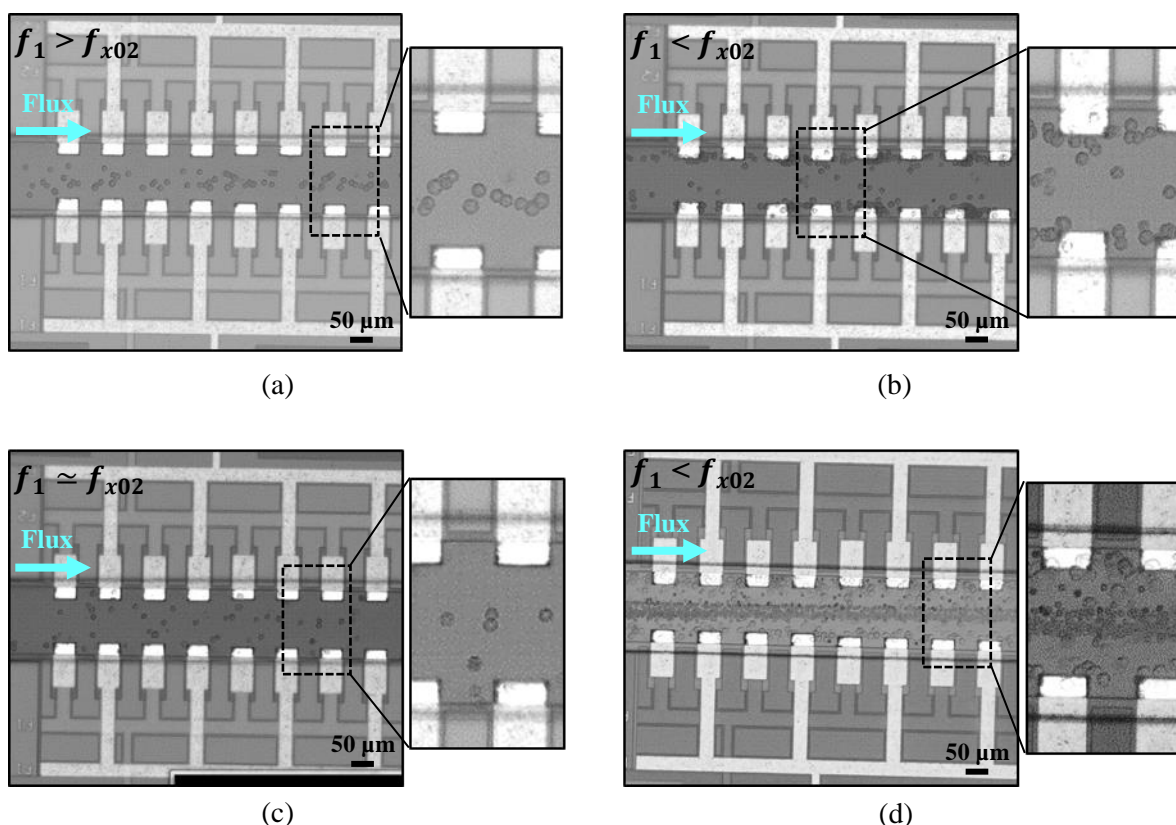 f₁ > fₓ₀₂
Flux
50 µm
(a)
f₁ < fₓ₀₂
Flux
50 µm
(b)
f₁ ≃ fₓ₀₂
Flux
50 µm
(c)
f₁ < fₓ₀₂
Flux
50 µm
(d)